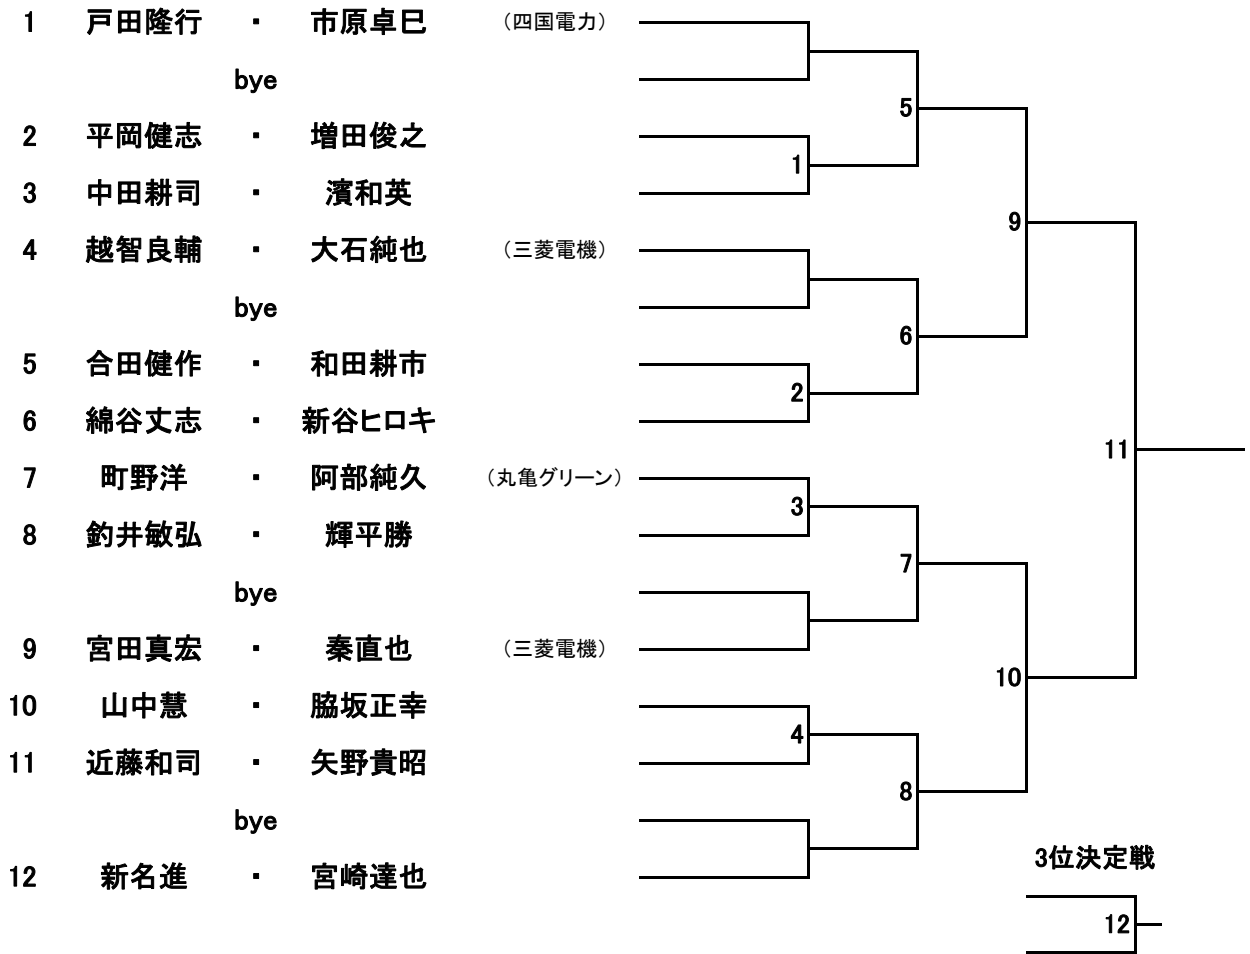 1 戸田隆行 ・ 市原卓巳 （四国電力）
bye
5
2 平岡健志 ・ 増田俊之
1
3 中田耕司 ・ 濱和英
9
4 越智良輔 ・ 大石純也 （三菱電機）
bye
6
5 合田健作 ・ 和田耕市
2
6 綿谷丈志 ・ 新谷ヒロキ
11
7 町野洋 ・ 阿部純久 （丸亀グリーン）
3
8 釣井敏弘 ・ 輝平勝
7
bye
9 宮田真宏 ・ 秦直也 （三菱電機）
10
10 山中慧 ・ 脇坂正幸
4
11 近藤和司 ・ 矢野貴昭
8
bye
3位決定戦
12 新名進 ・ 宮崎達也
12